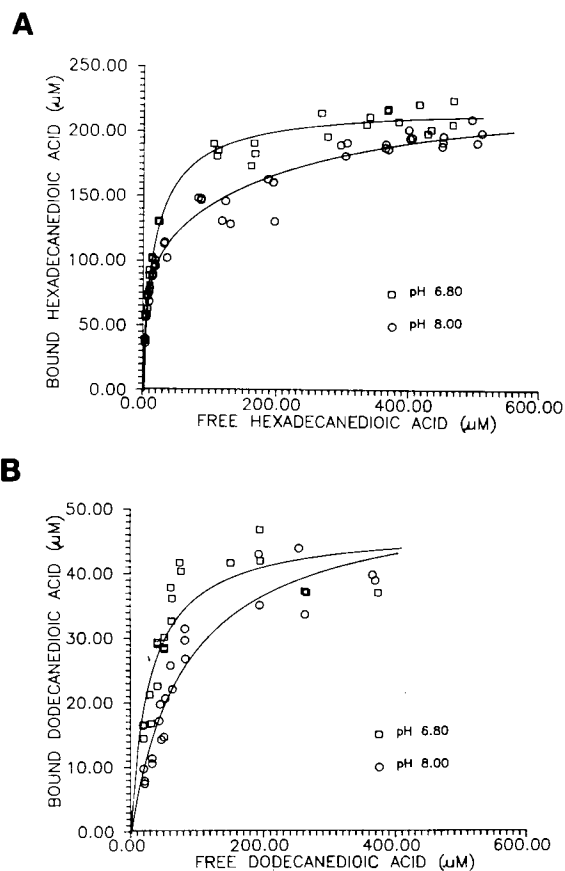 A
250.00
200.00
150.00
100.00
50.00
0.00
BOUND HEXADECANEDIOIC ACID (µM)
pH 6.80
pH 8.00
0.00 200.00 400.00 600.00
FREE HEXADECANEDIOIC ACID (µM)
B
50.00
40.00
30.00
20.00
10.00
0.00
BOUND DODECANEDIOIC ACID (µM)
pH 6.80
pH 8.00
0.00 200.00 400.00 600.00
FREE DODECANEDIOIC ACID (µM)